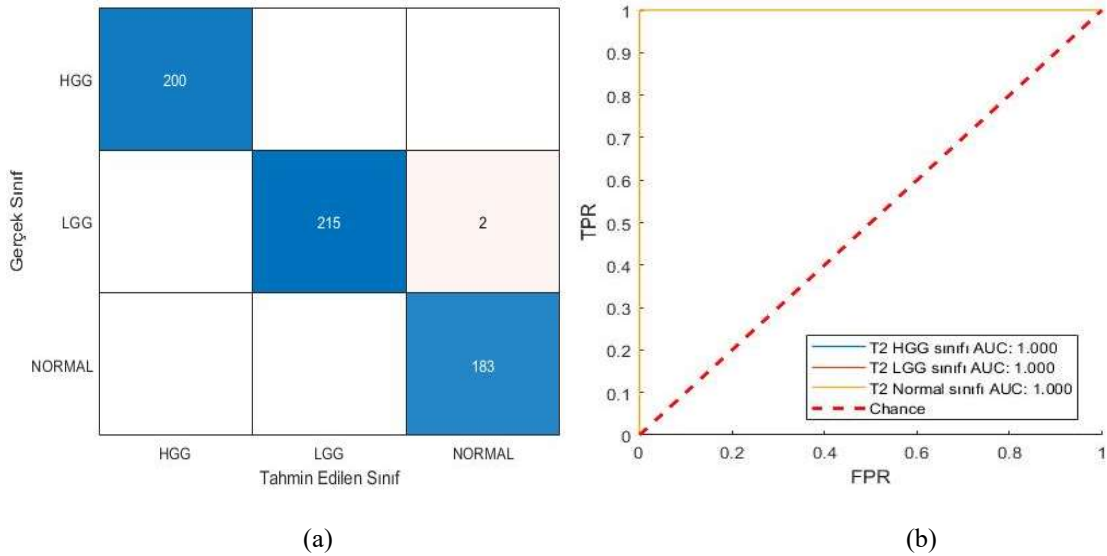 HGG
200
LGG
215
2
NORMAL
183
Gerçek Sınıf
HGG
LGG
NORMAL
Tahmin Edilen Sınıf
(a)
1
0.9
0.8
0.7
0.6
0.5
0.4
0.3
0.2
0.1
0
TPR
T2 HGG sınıfı AUC: 1.000
T2 LGG sınıfı AUC: 1.000
T2 Normal sınıfı AUC: 1.000
Chance
0
0.2
0.4
0.6
0.8
1
FPR
(b)